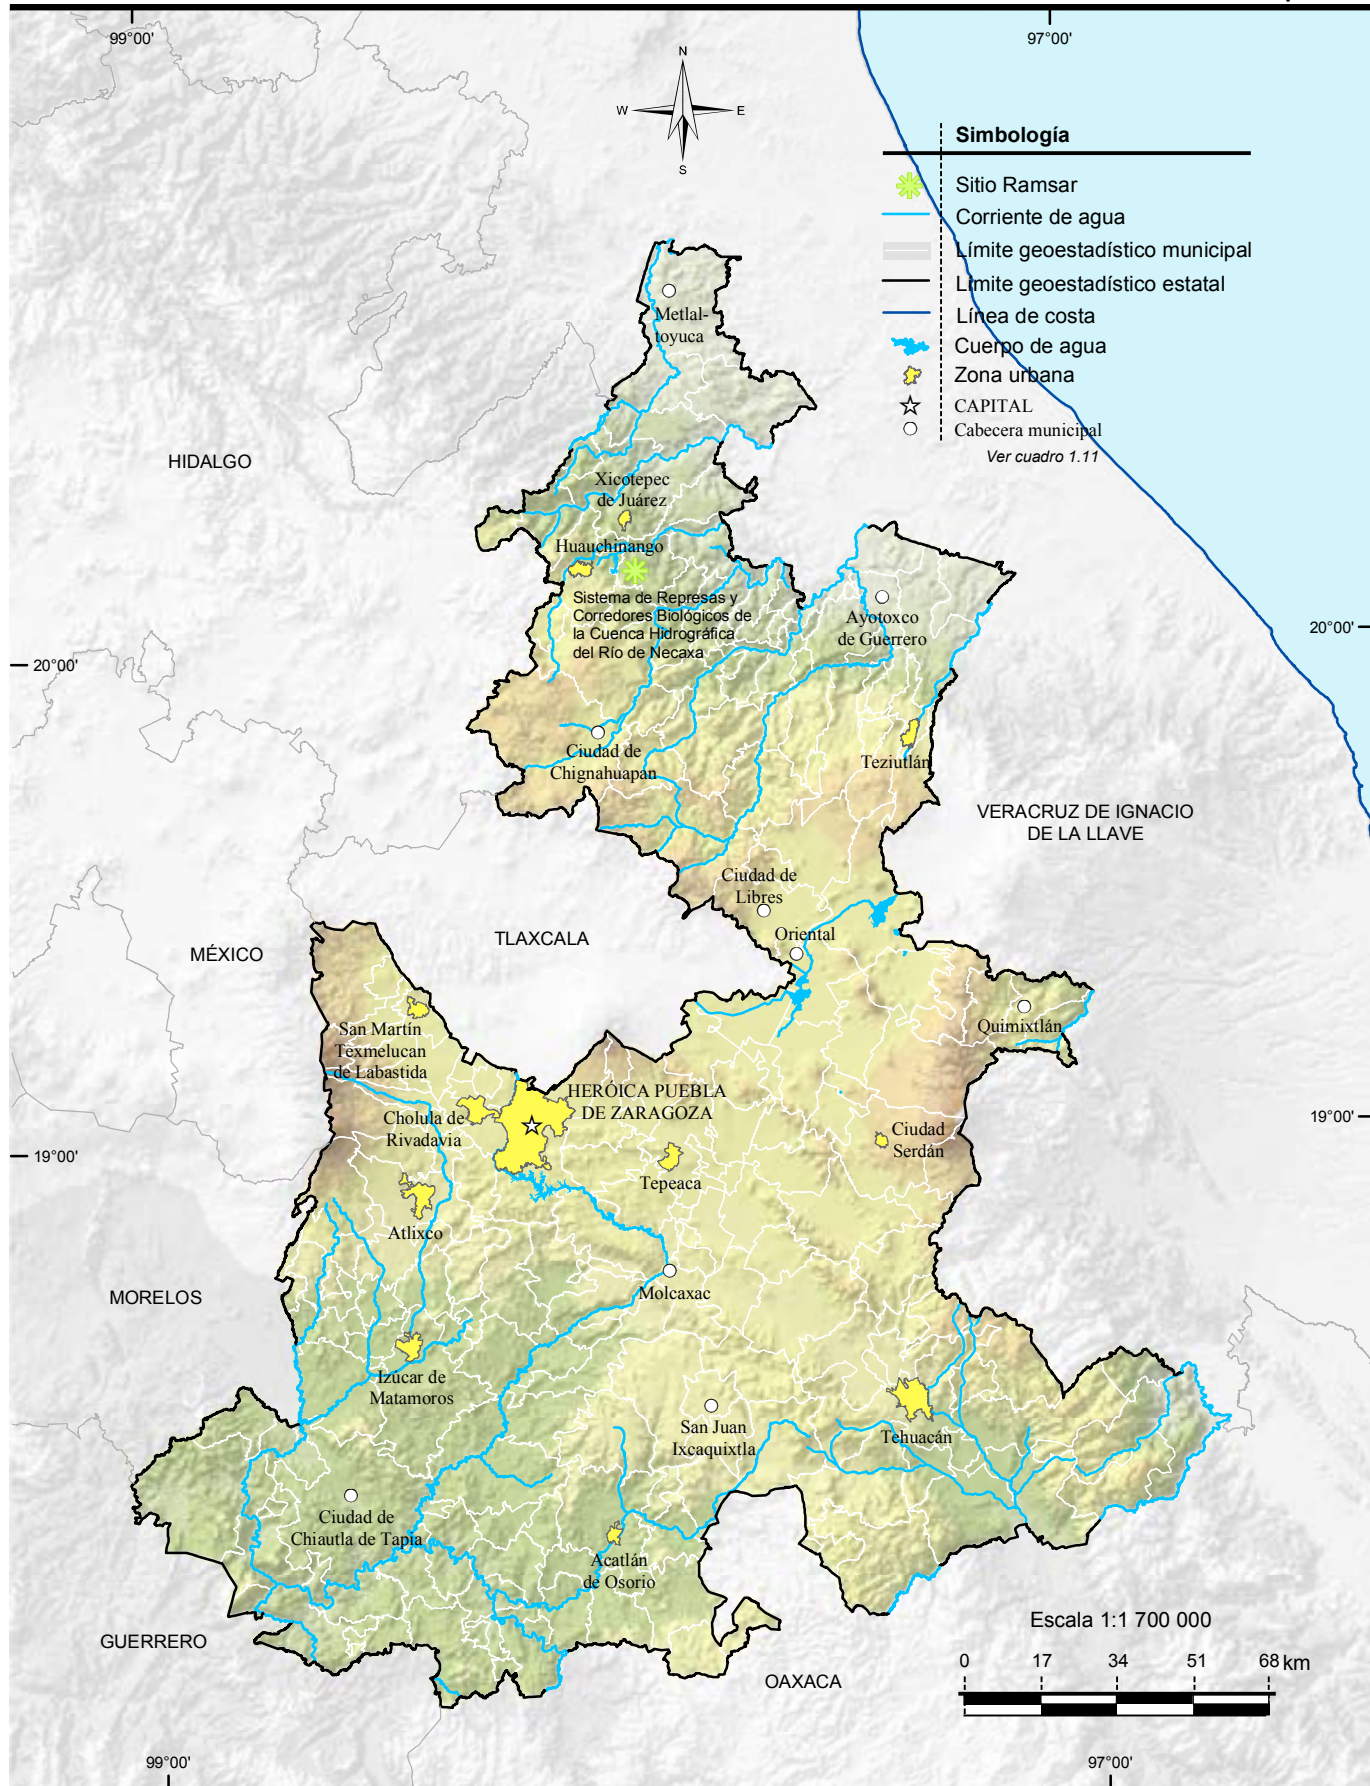 99°00'
97°00'
N
W
E
S
Simbología
Sitio Ramsar
Corriente de agua
Límite geoestadístico municipal
Límite geoestadístico estatal
Línea de costa
Cuerpo de agua
Zona urbana
CAPITAL
Cabecera municipal
Ver cuadro 1.11
Metlal-
toyuca
HIDALGO
Xicotepec
de Juárez
Huauchinango
Sistema de Represas y
Corredores Biológicos de
la Cuenca Hidrográfica
del Río de Necaxa
Ayotoxco
de Guerrero
20°00'
20°00'
Ciudad de
Chignahuapan
Teziutlán
VERACRUZ DE IGNACIO
DE LA LLAVE
Ciudad de
Libres
Oriental
TLAXCALA
MÉXICO
Quimixtlán
San Martín
Texmelucan
de Labastida
HERÓICA PUEBLA
DE ZARAGOZA
Cholula de
Rivadavia
Ciudad
Serdán
19°00'
19°00'
Tepeaca
Atlixco
MORELOS
Molcaxac
Izúcar de
Matamoros
San Juan
Ixcaquixtla
Tehuacán
Ciudad de
Chiautla de Tapia
Acatlán
de Osorio
GUERRERO
OAXACA
Escala 1:1 700 000
0 17 34 51 68 km
99°00'
97°00'